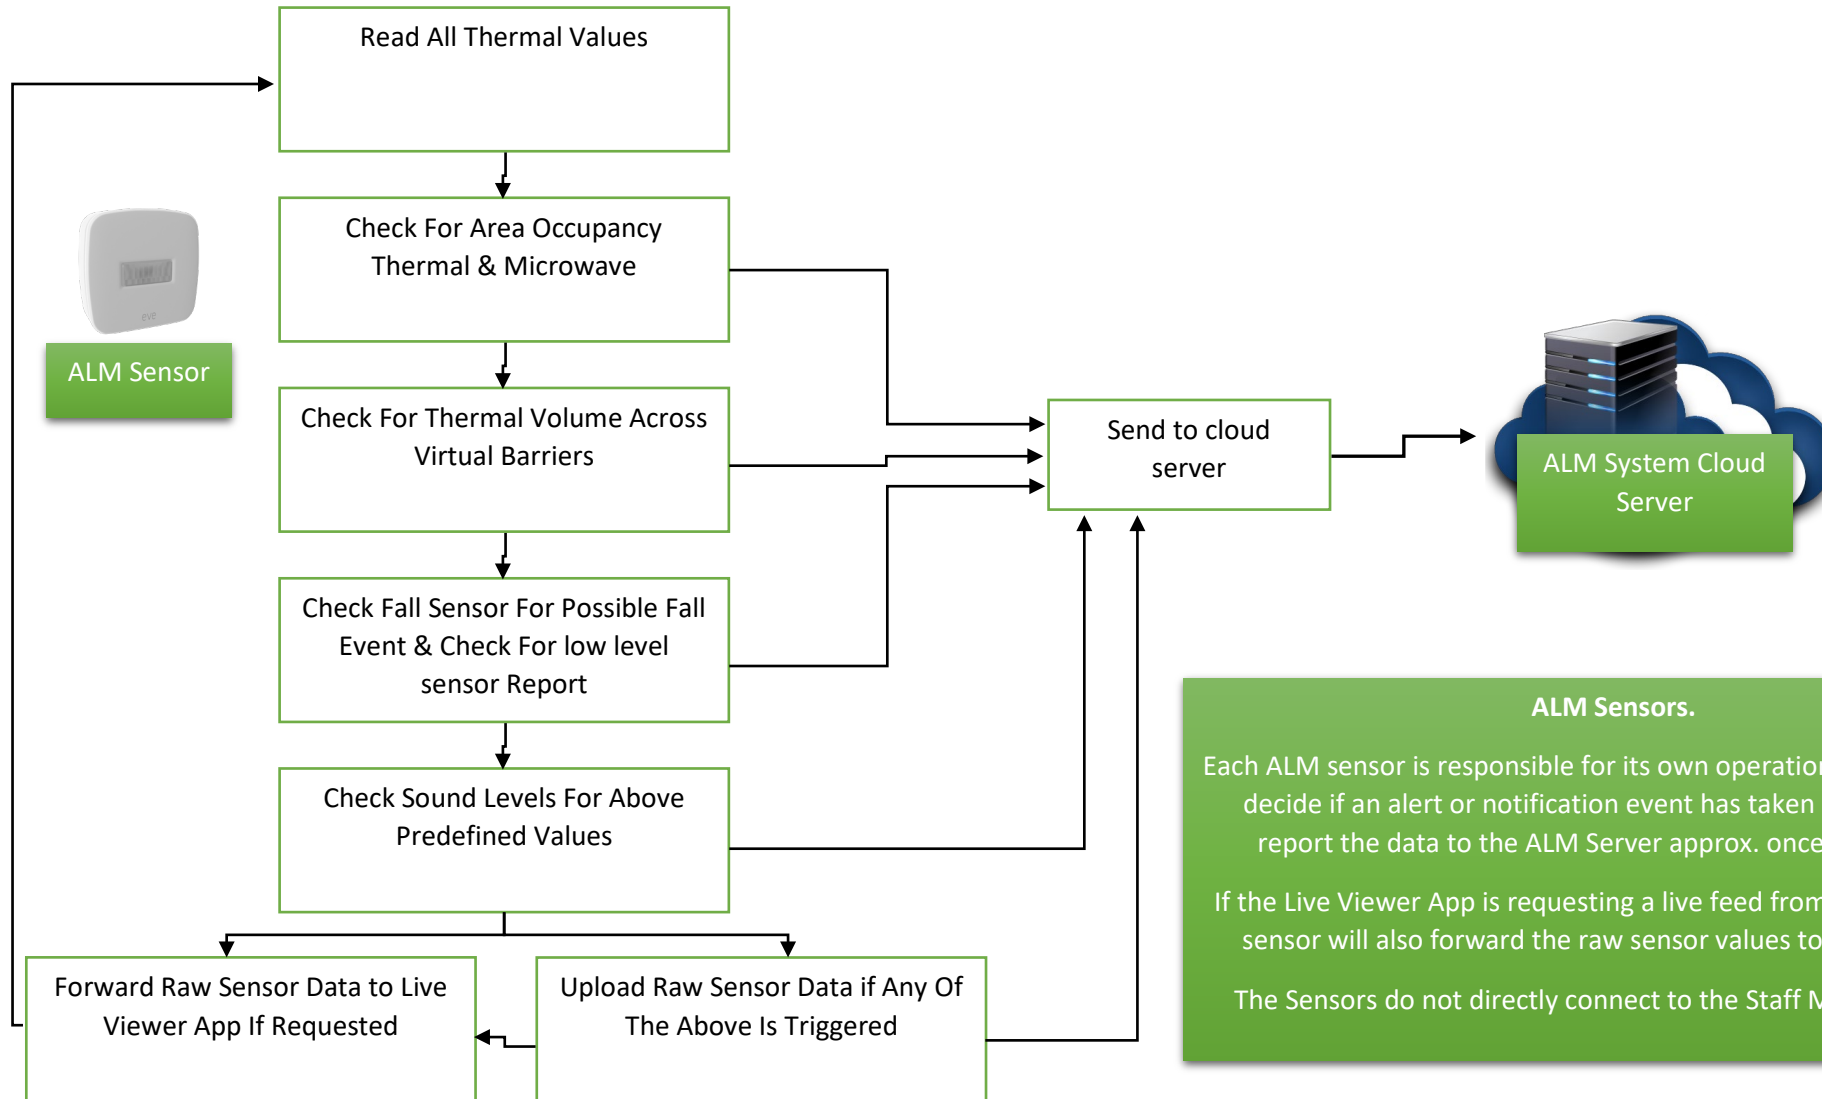 Read All Thermal Values
Check For Area Occupancy
Thermal & Microwave
eve
ALM Sensor
Check For Thermal Volume Across
Virtual Barriers
Send to cloud
server
ALM System Cloud
Server
Check Fall Sensor For Possible Fall
Event & Check For low level
sensor Report
Check Sound Levels For Above
Predefined Values
Forward Raw Sensor Data to Live
Viewer App If Requested
Upload Raw Sensor Data if Any Of
The Above Is Triggered
ALM Sensors.
Each ALM sensor is responsible for its own operation
decide if an alert or notification event has taken
report the data to the ALM Server approx. once
If the Live Viewer App is requesting a live feed from
sensor will also forward the raw sensor values to
The Sensors do not directly connect to the Staff